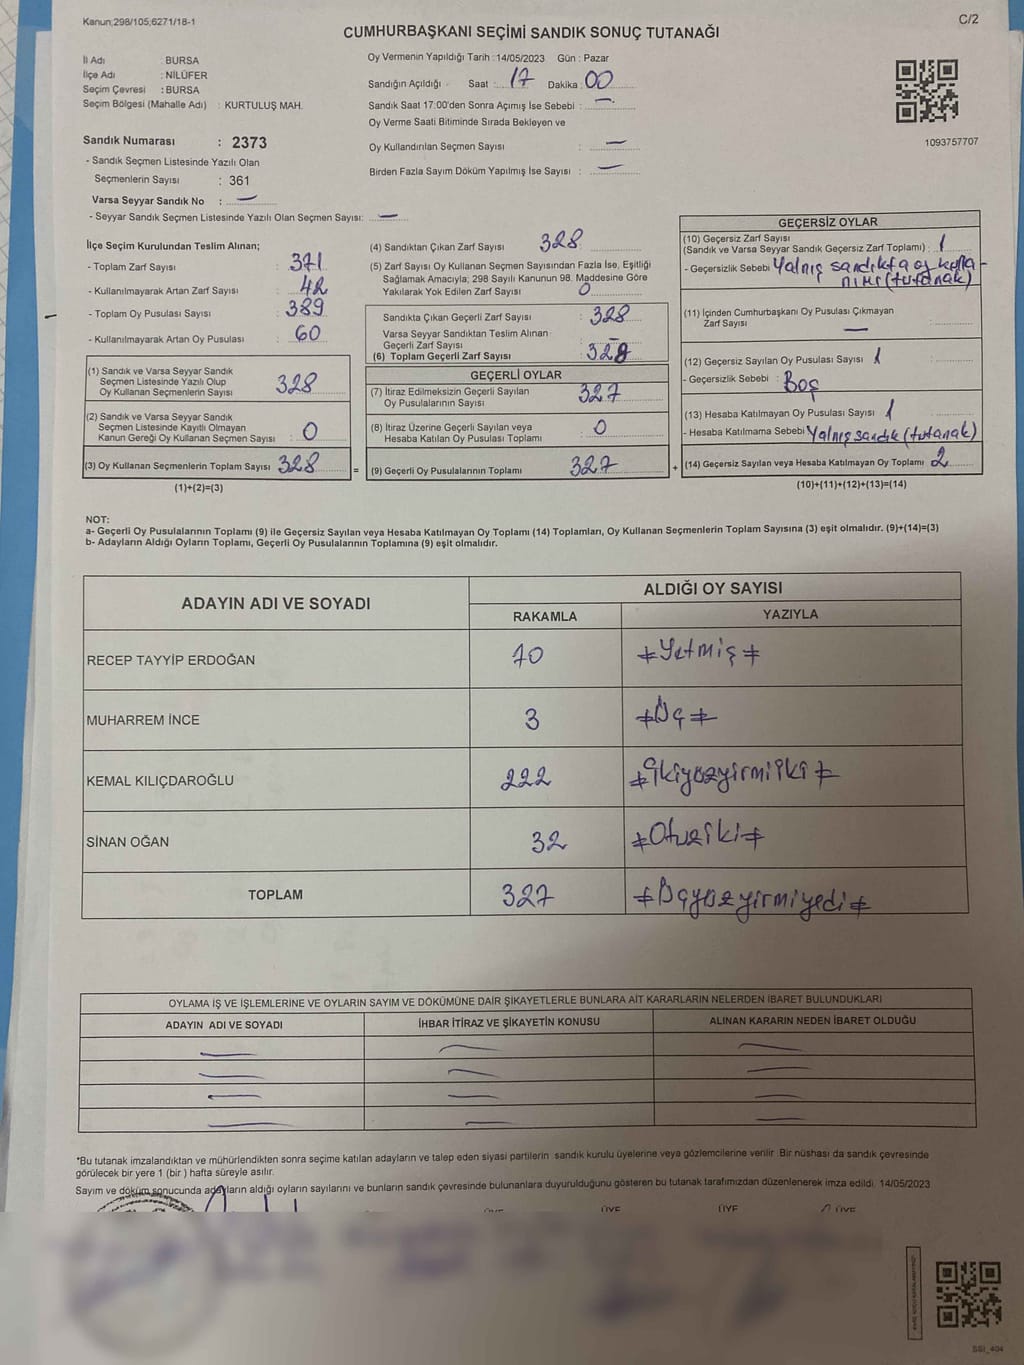 Kanun;298/105;6271/18-1
C/2
CUMHURBAŞKANI SEÇİMİ SANDIK SONUÇ TUTANAĞI
İl Adı : BURSA
İlçe Adı : NİLÜFER
Seçim Çevresi : BURSA
Seçim Bölgesi (Mahalle Adı) : KURTULUŞ MAH.
Sandık Numarası : 2373
- Sandık Seçmen Listesinde Yazılı Olan
Seçmenlerin Sayısı : 361
Varsa Seyyar Sandık No : —
- Seyyar Sandık Seçmen Listesinde Yazılı Olan Seçmen Sayısı: —
Oy Vermenin Yapıldığı Tarih : 14/05/2023 Gün : Pazar
Sandığın Açıldığı Saat : 17 Dakika : 00
Sandık Saat 17:00'den Sonra Açımış İse Sebebi : —
Oy Verme Saati Bitiminde Sırada Bekleyen ve
Oy Kullandırılan Seçmen Sayısı : —
Birden Fazla Sayım Döküm Yapılmış İse Sayısı : —
1093757707
İlçe Seçim Kurulundan Teslim Alınan;
- Toplam Zarf Sayısı : 371
- Kullanılmayarak Artan Zarf Sayısı : 42
- Toplam Oy Pusulası Sayısı : 389
- Kullanılmayarak Artan Oy Pusulası : 60
(1) Sandık ve Varsa Seyyar Sandık
Seçmen Listesinde Yazılı Olup
Oy Kullanan Seçmenlerin Sayısı : 328
(2) Sandık ve Varsa Seyyar Sandık
Seçmen Listesinde Kayıtlı Olmayan
Kanun Gereği Oy Kullanan Seçmen Sayısı : 0
(3) Oy Kullanan Seçmenlerin Toplam Sayısı 328
=
(1)+(2)=(3)
(4) Sandıktan Çıkan Zarf Sayısı : 328
(5) Zarf Sayısı Oy Kullanan Seçmen Sayısından Fazla İse, Eşitliği
Sağlamak Amacıyla; 298 Sayılı Kanunun 98. Maddesine Göre
Yakılarak Yok Edilen Zarf Sayısı : 0
Sandıkta Çıkan Geçerli Zarf Sayısı : 328
Varsa Seyyar Sandıktan Teslim Alınan
Geçerli Zarf Sayısı : —
(6) Toplam Geçerli Zarf Sayısı : 328
GEÇERLİ OYLAR
(7) İtiraz Edilmeksizin Geçerli Sayılan
Oy Pusulalarının Sayısı : 327
(8) İtiraz Üzerine Geçerli Sayılan veya
Hesaba Katılan Oy Pusulası Toplamı : 0
(9) Geçerli Oy Pusulalarının Toplamı 327
+
GEÇERSİZ OYLAR
(10) Geçersiz Zarf Sayısı
(Sandık ve Varsa Seyyar Sandık Geçersiz Zarf Toplamı) : 1
- Geçersizlik Sebebi Yalnış sandıkta oy kulla-
nımı (tutanak)
(11) İçinden Cumhurbaşkanı Oy Pusulası Çıkmayan
Zarf Sayısı : —
(12) Geçersiz Sayılan Oy Pusulası Sayısı : 1
- Geçersizlik Sebebi : Boş
(13) Hesaba Katılmayan Oy Pusulası Sayısı : 1
- Hesaba Katılmama Sebebi Yalnış sandık (tutanak)
(14) Geçersiz Sayılan veya Hesaba Katılmayan Oy Toplamı 2
(10)+(11)+(12)+(13)=(14)
NOT:
a- Geçerli Oy Pusulalarının Toplamı (9) ile Geçersiz Sayılan veya Hesaba Katılmayan Oy Toplamı (14) Toplamları, Oy Kullanan Seçmenlerin Toplam Sayısına (3) eşit olmalıdır. (9)+(14)=(3)
b- Adayların Aldığı Oyların Toplamı, Geçerli Oy Pusulalarının Toplamına (9) eşit olmalıdır.
ADAYIN ADI VE SOYADI
ALDIĞI OY SAYISI
RAKAMLA YAZIYLA
RECEP TAYYİP ERDOĞAN 70 ≠Yetmiş≠
MUHARREM İNCE 3 ≠Üç≠
KEMAL KILIÇDAROĞLU 222 ≠İkiyüzyirmiiki≠
SİNAN OĞAN 32 ≠Otuziki≠
TOPLAM 327 ≠Üçyüzyirmiyedi≠
OYLAMA İŞ VE İŞLEMLERİNE VE OYLARIN SAYIM VE DÖKÜMÜNE DAİR ŞİKAYETLERLE BUNLARA AİT KARARLARIN NELERDEN İBARET BULUNDUKLARI
ADAYIN ADI VE SOYADI İHBAR İTİRAZ VE ŞİKAYETİN KONUSU ALINAN KARARIN NEDEN İBARET OLDUĞU
*Bu tutanak imzalandıktan ve mühürlendikten sonra seçime katılan adayların ve talep eden siyasi partilerin sandık kurulu üyelerine veya gözlemcilerine verilir. Bir nüshası da sandık çevresinde
görülecek bir yere 1 (bir ) hafta süreyle asılır.
Sayım ve döküm sonucunda adayların aldığı oyların sayılarını ve bunların sandık çevresinde bulunanlara duyurulduğunu gösteren bu tutanak tarafımızdan düzenlenerek imza edildi. 14/05/2023
ÜYE ÜYE ÜYE ÜYE
SSI_404